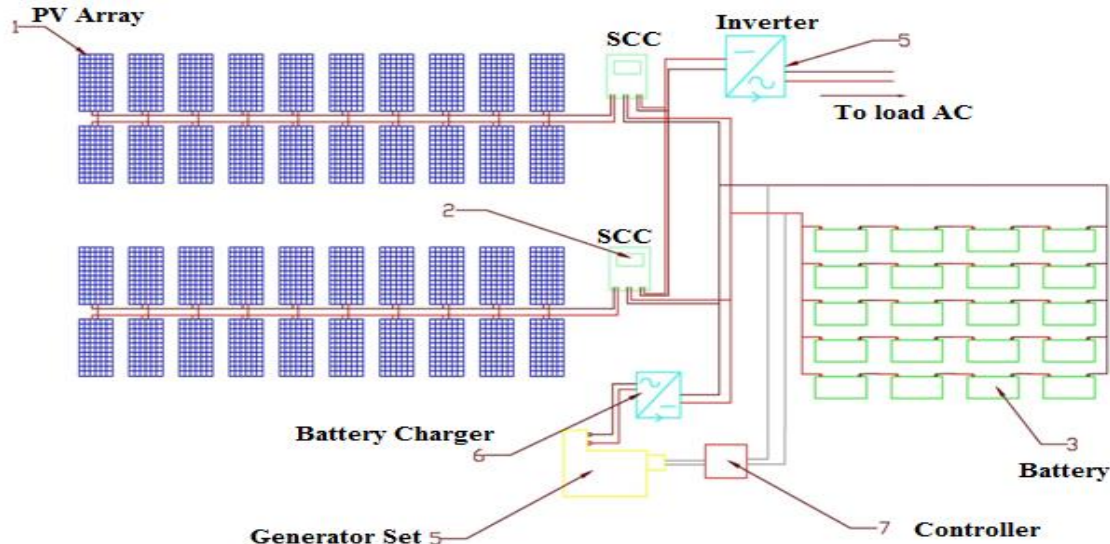 PV Array
1
SCC
Inverter
5
To load AC
2
SCC
Battery Charger
6
3
Battery
Generator Set 5
7 Controller